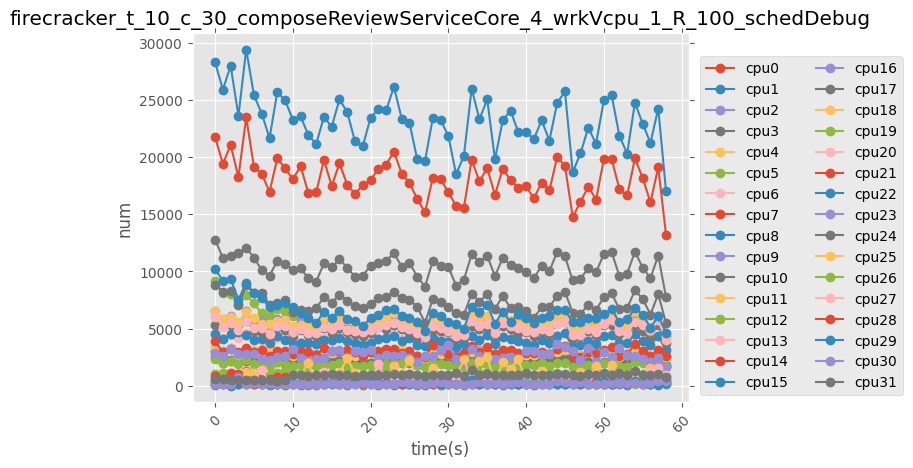 firecracker_t_10_c_30_composeReviewServiceCore_4_wrkVcpu_1_R_100_schedDebug
30000
25000
20000
15000
10000
5000
0
num
0 10 20 30 40 50 60
time(s)
cpu0 cpu16
cpu1 cpu17
cpu2 cpu18
cpu3 cpu19
cpu4 cpu20
cpu5 cpu21
cpu6 cpu22
cpu7 cpu23
cpu8 cpu24
cpu9 cpu25
cpu10 cpu26
cpu11 cpu27
cpu12 cpu28
cpu13 cpu29
cpu14 cpu30
cpu15 cpu31